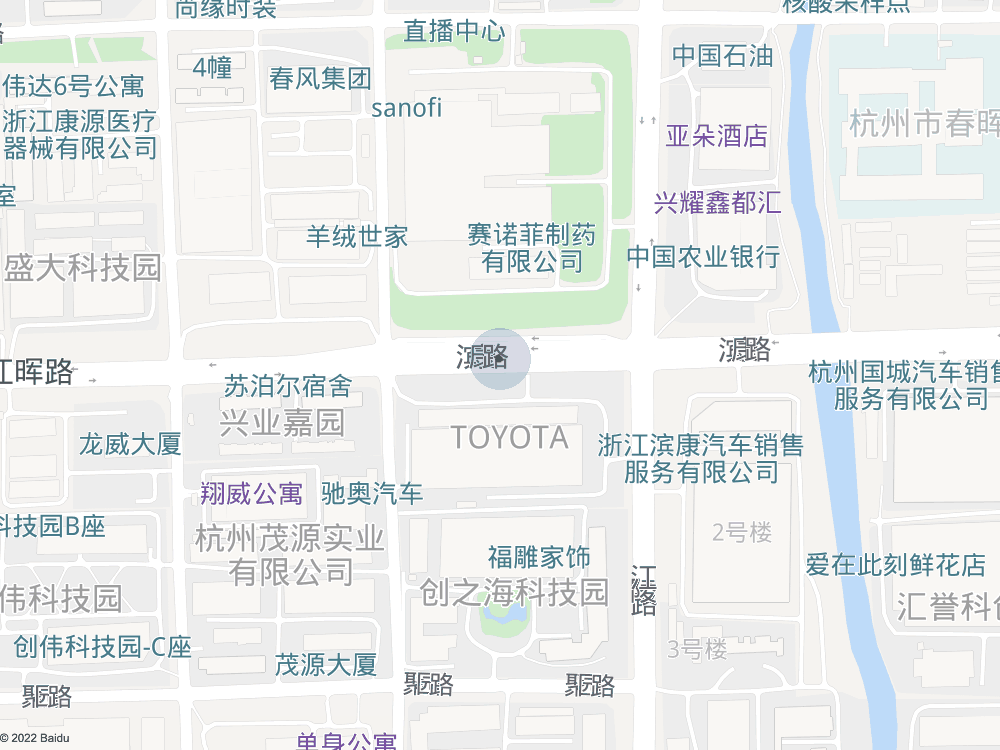 尚缘时装
核酸采样点
路
直播中心
中国石油
4幢
春风集团
伟达6号公寓
sanofi
浙江康源医疗
器械有限公司
杭州市春晖
亚朵酒店
室
兴耀鑫都汇
羊绒世家
赛诺菲制药
有限公司
中国农业银行
盛大科技园
江晖路
杭州国城汽车销售
服务有限公司
苏泊尔宿舍
兴业嘉园
TOYOTA
龙威大厦
浙江滨康汽车销售
服务有限公司
翔威公寓
驰奥汽车
科技园B座
杭州茂源实业
有限公司
2号楼
福雕家饰
爱在此刻鲜花店
伟科技园
创之海科技园
江陵路
汇誉科创
创伟科技园-C座
茂源大厦
3号楼
单身公寓
© 2022 Baidu